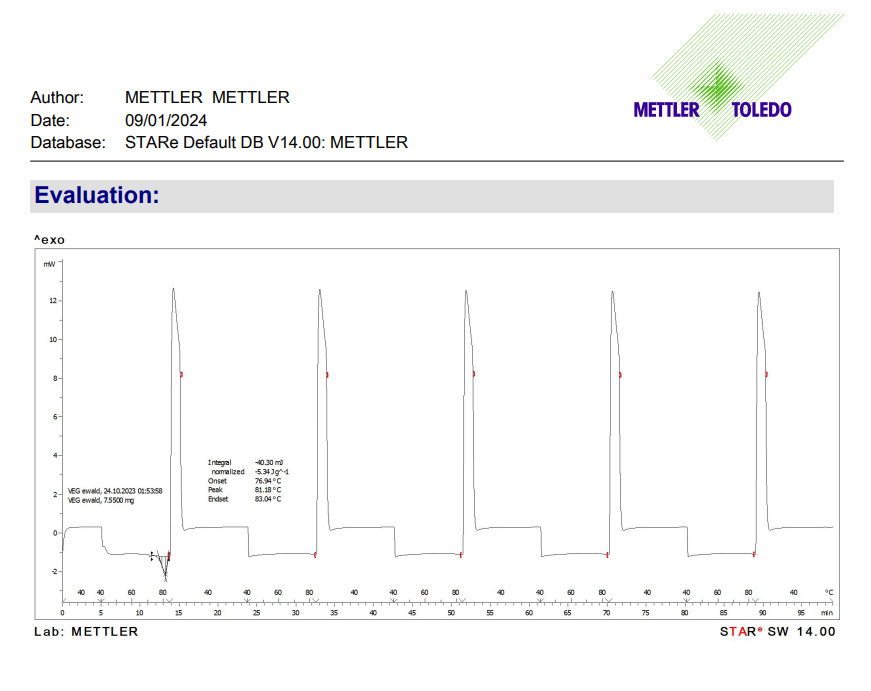 METTLER TOLEDO
Author: METTLER METTLER
Date: 09/01/2024
Database: STARe Default DB V14.00: METTLER
Evaluation:
^exo
mW
12
10
8
6
4
2
0
-2
Integral -40.30 mJ
normalized -5.34 Jg^-1
Onset 76.94 °C
Peak 81.18 °C
Endset 83.04 °C
VEG ewald, 24.10.2023 01:53:58
VEG ewald, 7.5500 mg
40 40 60 80 40 40 60 80 40 40 60 80 40 40 60 80 40 40 60 80 40 °C
0 5 10 15 20 25 30 35 40 45 50 55 60 65 70 75 80 85 90 95 min
Lab: METTLER
STARe SW 14.00